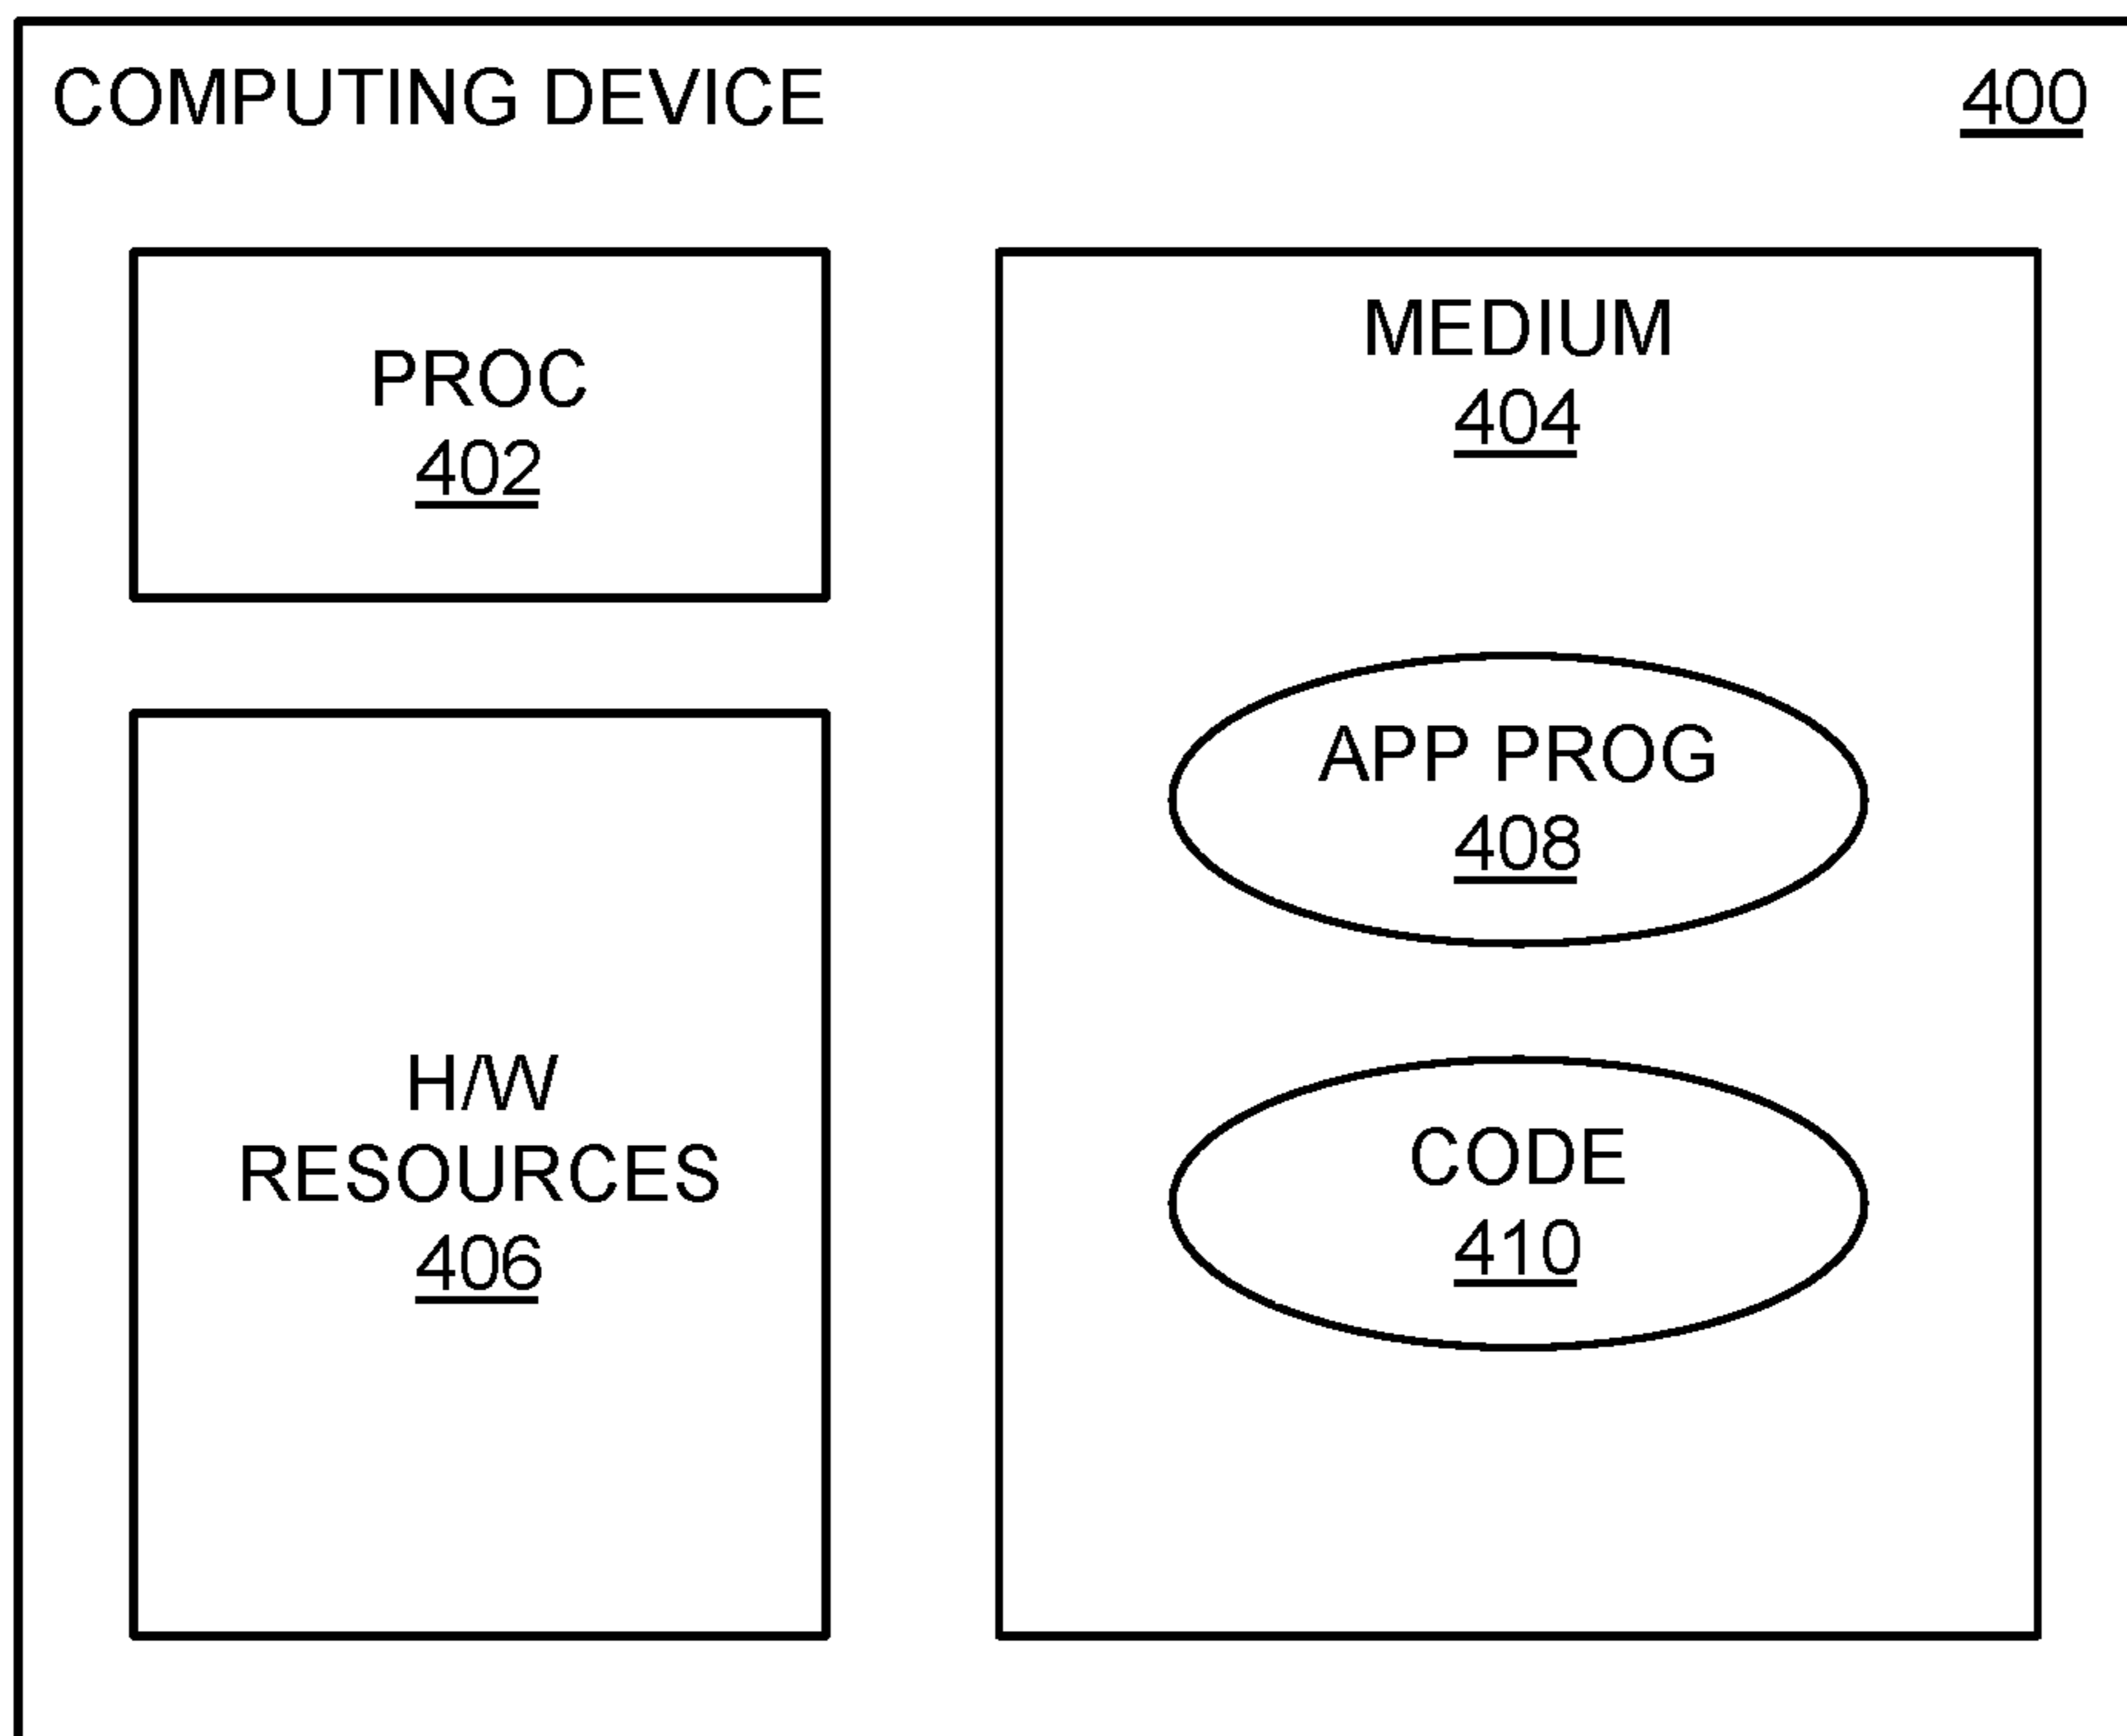 COMPUTING DEVICE 400
PROC
402
H/W
RESOURCES
406
MEDIUM
404
APP PROG
408
CODE
410